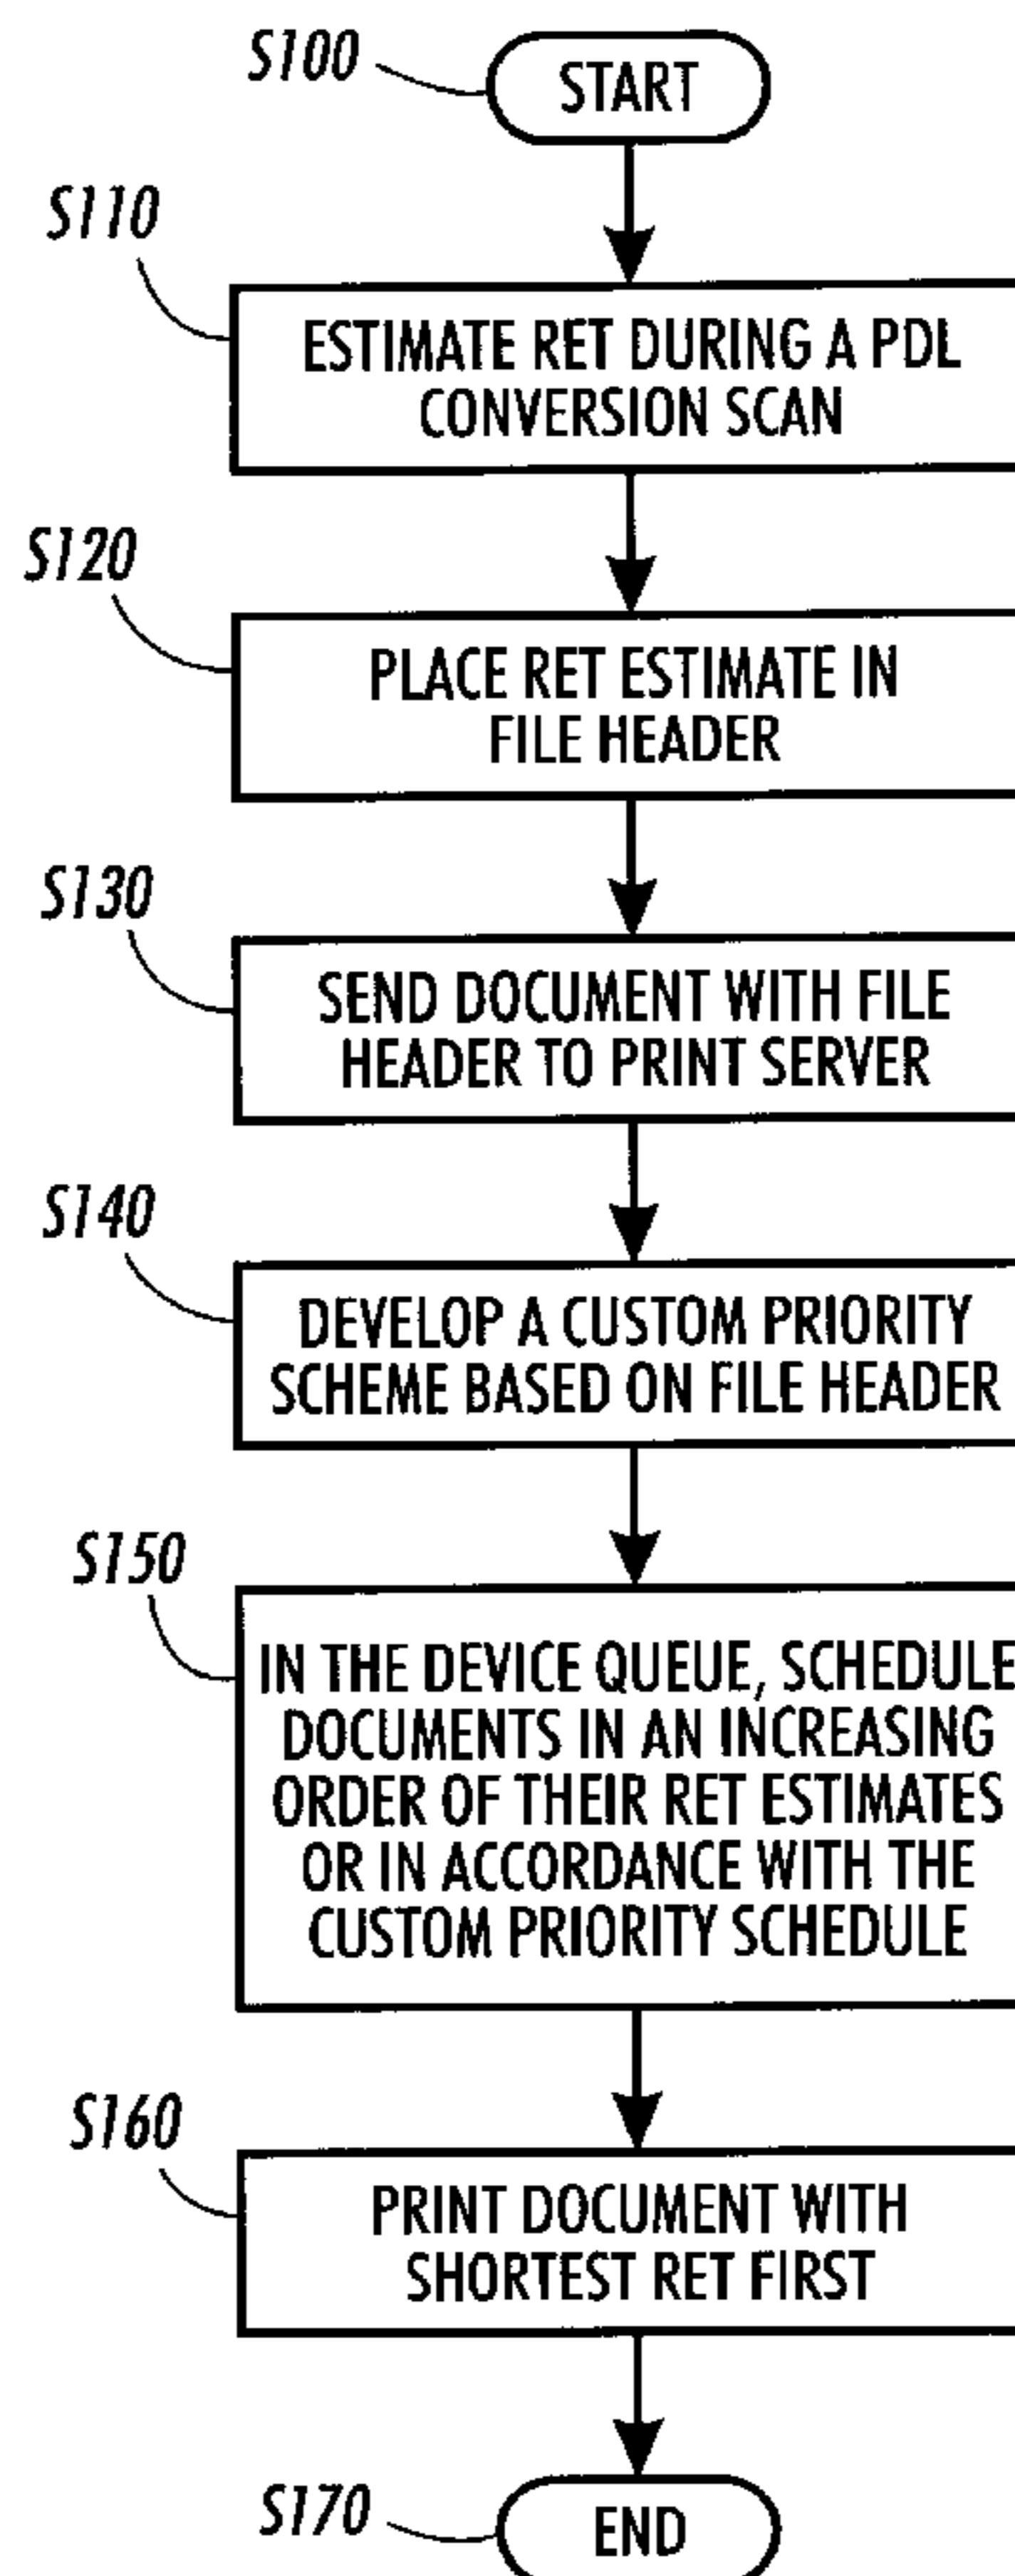 S100
START
S110
ESTIMATE RET DURING A PDL
CONVERSION SCAN
S120
PLACE RET ESTIMATE IN
FILE HEADER
S130
SEND DOCUMENT WITH FILE
HEADER TO PRINT SERVER
S140
DEVELOP A CUSTOM PRIORITY
SCHEME BASED ON FILE HEADER
S150
IN THE DEVICE QUEUE, SCHEDULE
DOCUMENTS IN AN INCREASING
ORDER OF THEIR RET ESTIMATES
OR IN ACCORDANCE WITH THE
CUSTOM PRIORITY SCHEDULE
S160
PRINT DOCUMENT WITH
SHORTEST RET FIRST
S170
END